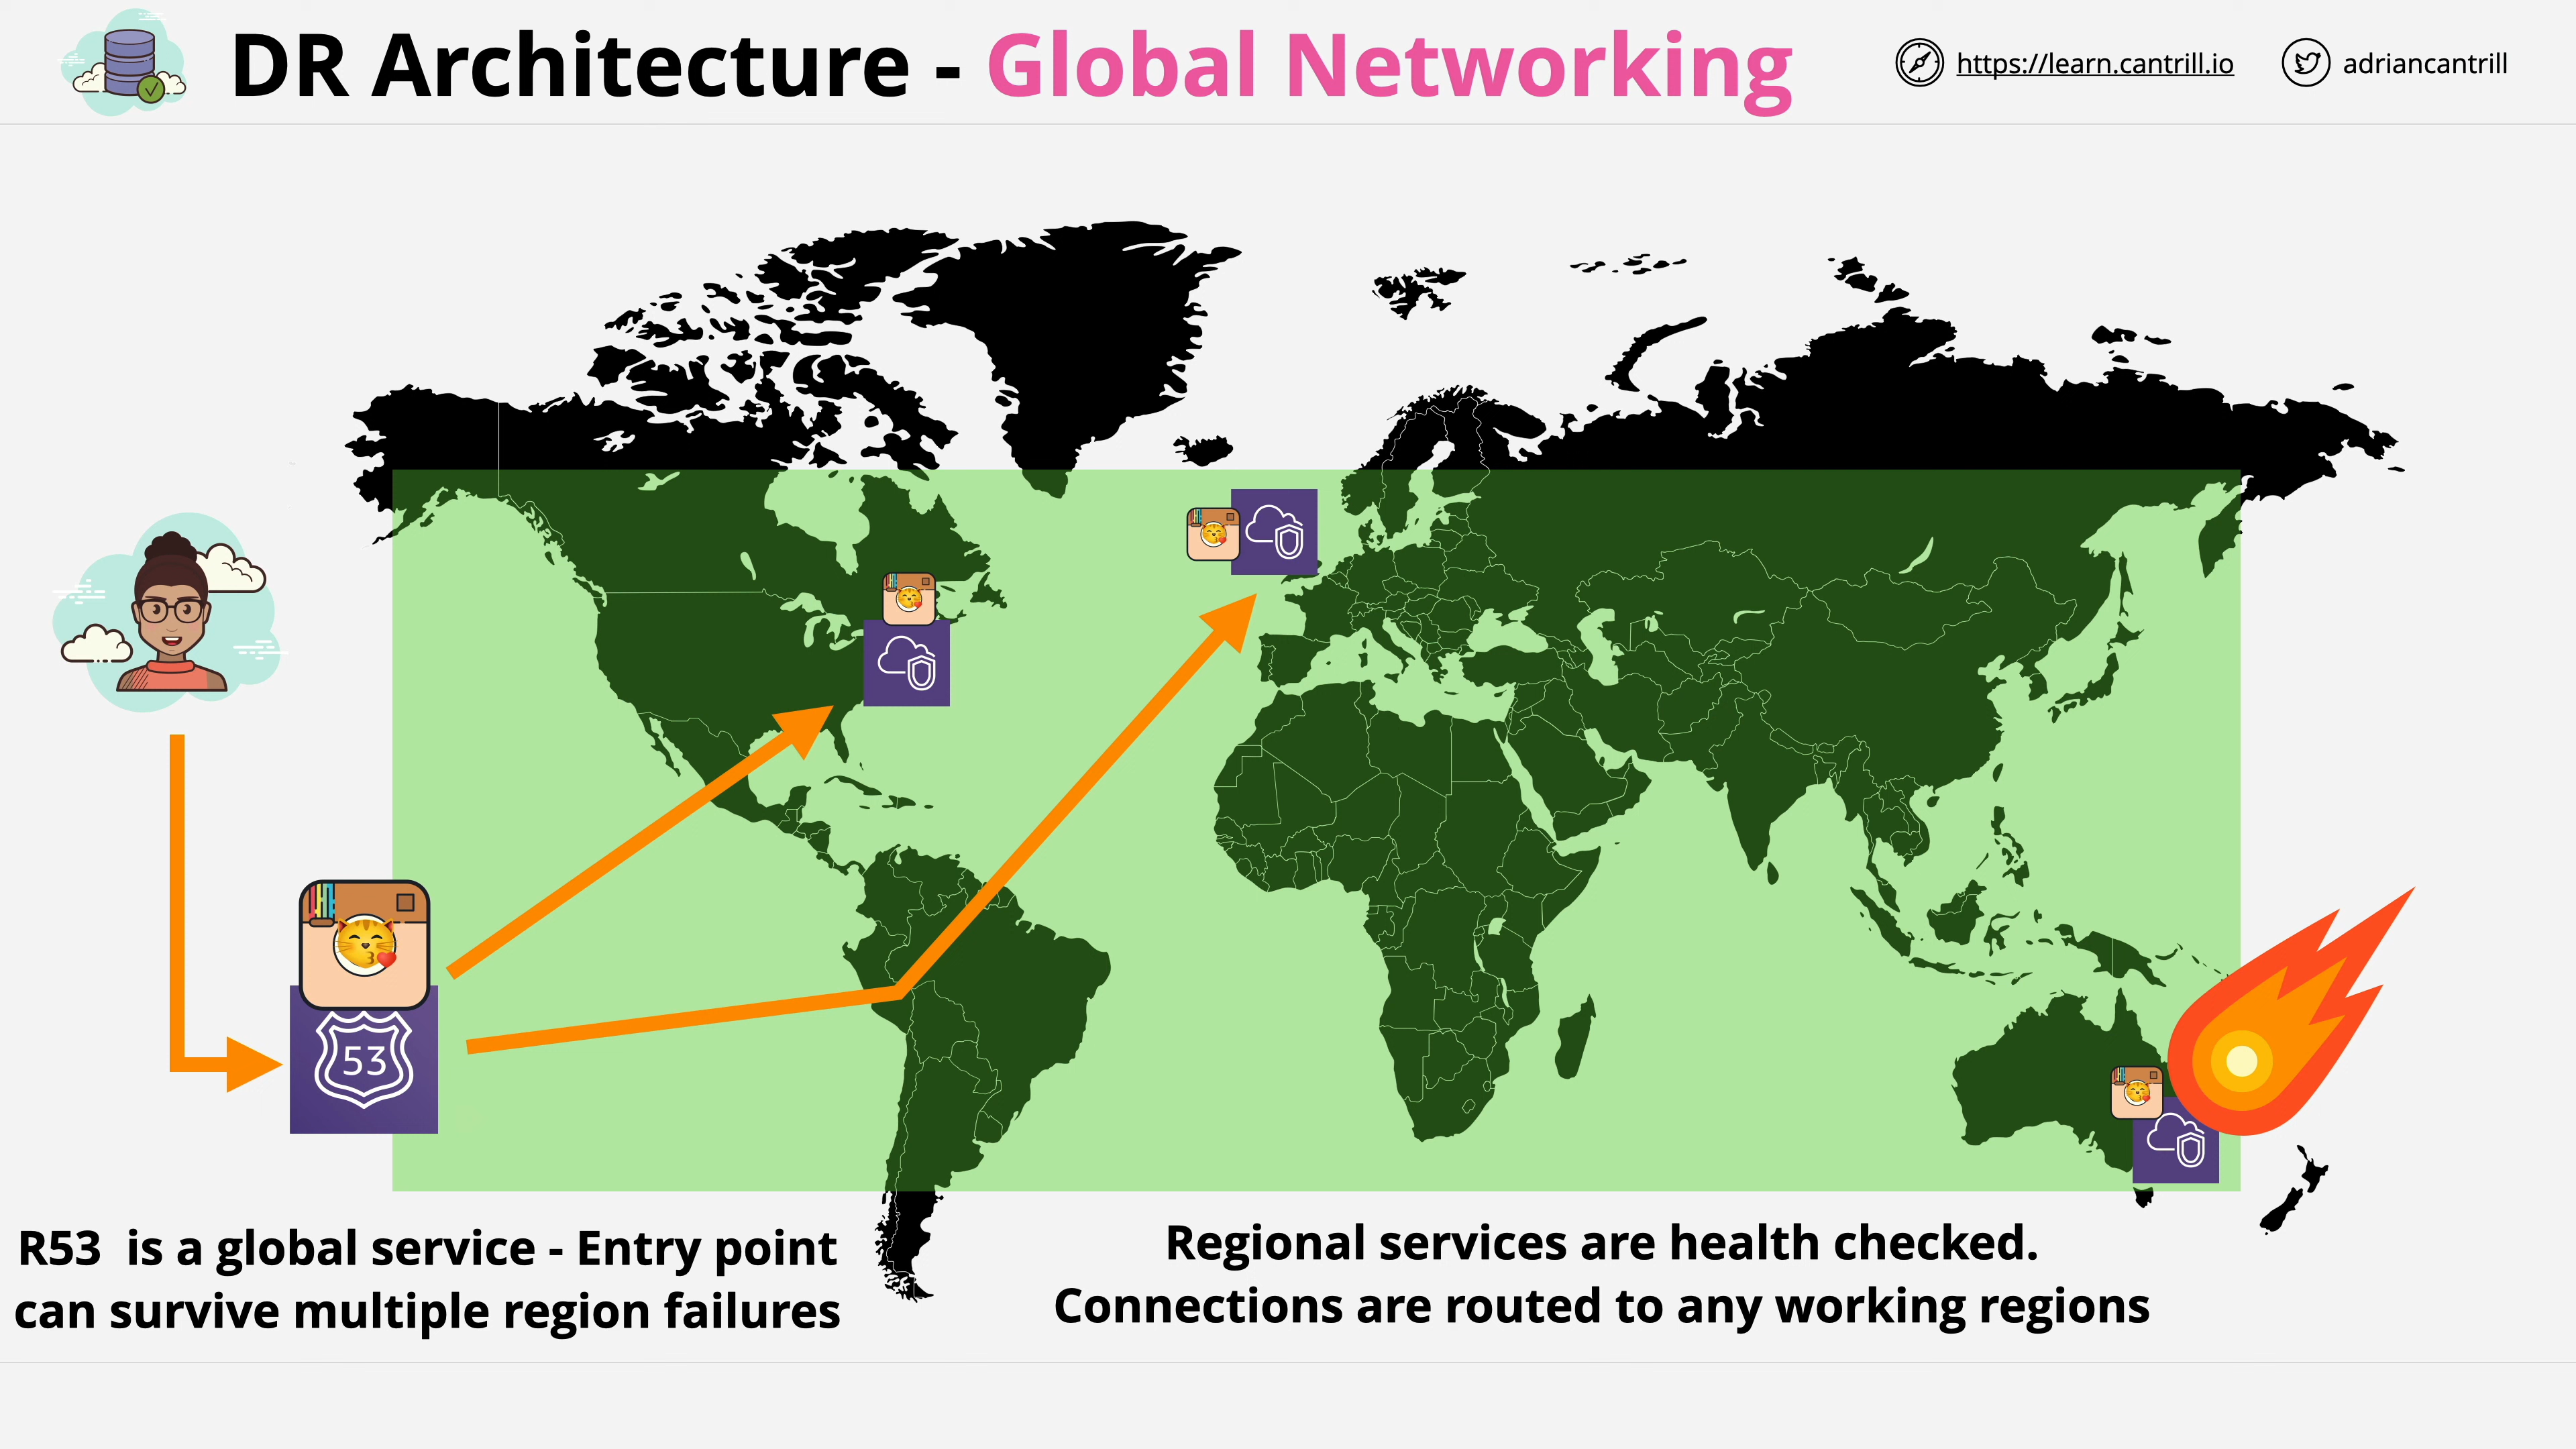 DR Architecture - Global Networking
https://learn.cantrill.io
adriancantrill
53
R53 is a global service - Entry point
can survive multiple region failures
Regional services are health checked.
Connections are routed to any working regions